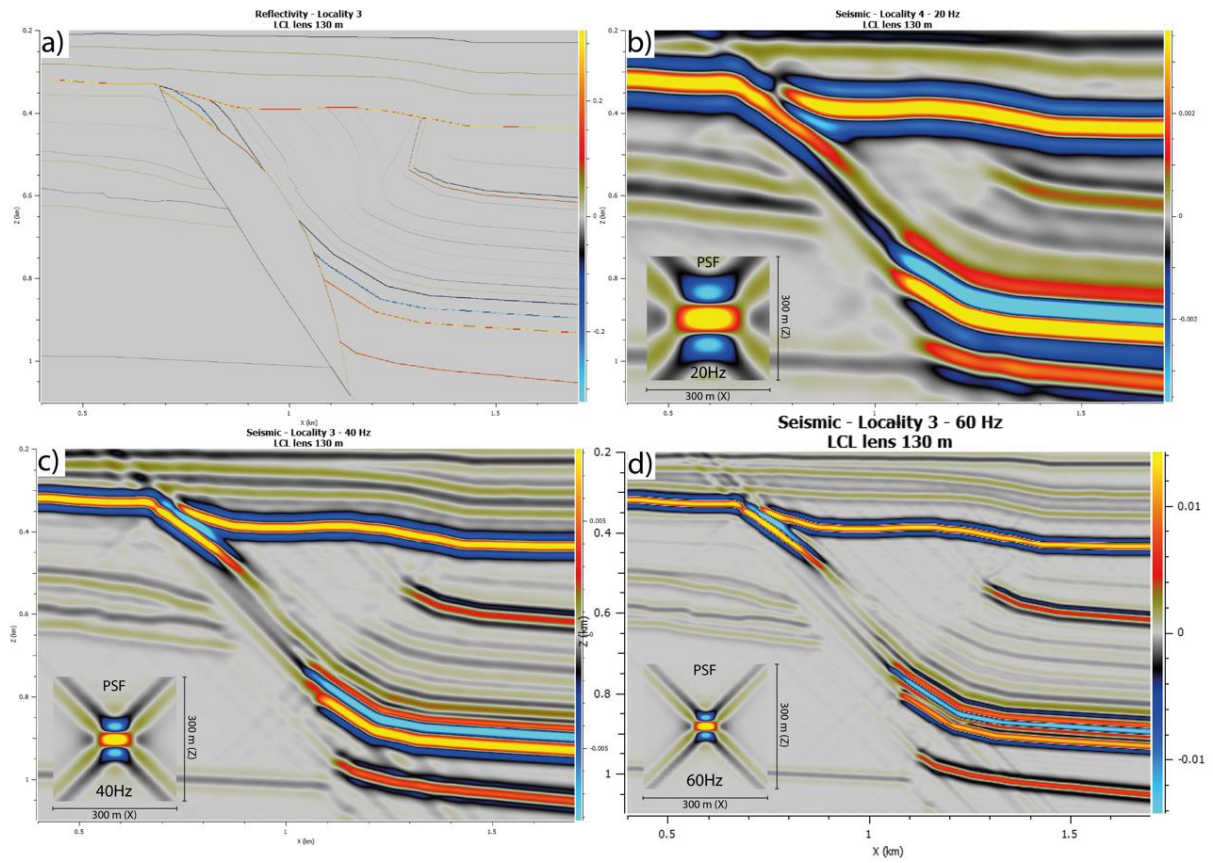 a)
Reflectivity - Locality 3
LCL lens 130 m
0.2
0.4
0.6
0.8
1
Z (km)
0.5
1
1.5
X (km)
0.2
0
-0.2
b)
Seismic - Locality 4 - 20 Hz
LCL lens 130 m
0.2
0.4
0.6
0.8
1
Z (km)
0.5
1
1.5
X (km)
0.002
0
-0.002
PSF
20Hz
300 m (Z)
300 m (X)
c)
Seismic - Locality 3 - 40 Hz
LCL lens 130 m
0.2
0.4
0.6
0.8
1
Z (km)
0.5
1
1.5
X (km)
0.005
0
-0.005
PSF
40Hz
300 m (Z)
300 m (X)
d)
Seismic - Locality 3 - 60 Hz
LCL lens 130 m
0.2
0.4
0.6
0.8
1
Z (km)
0.5
1
1.5
X (km)
0.01
0
-0.01
PSF
60Hz
300 m (Z)
300 m (X)